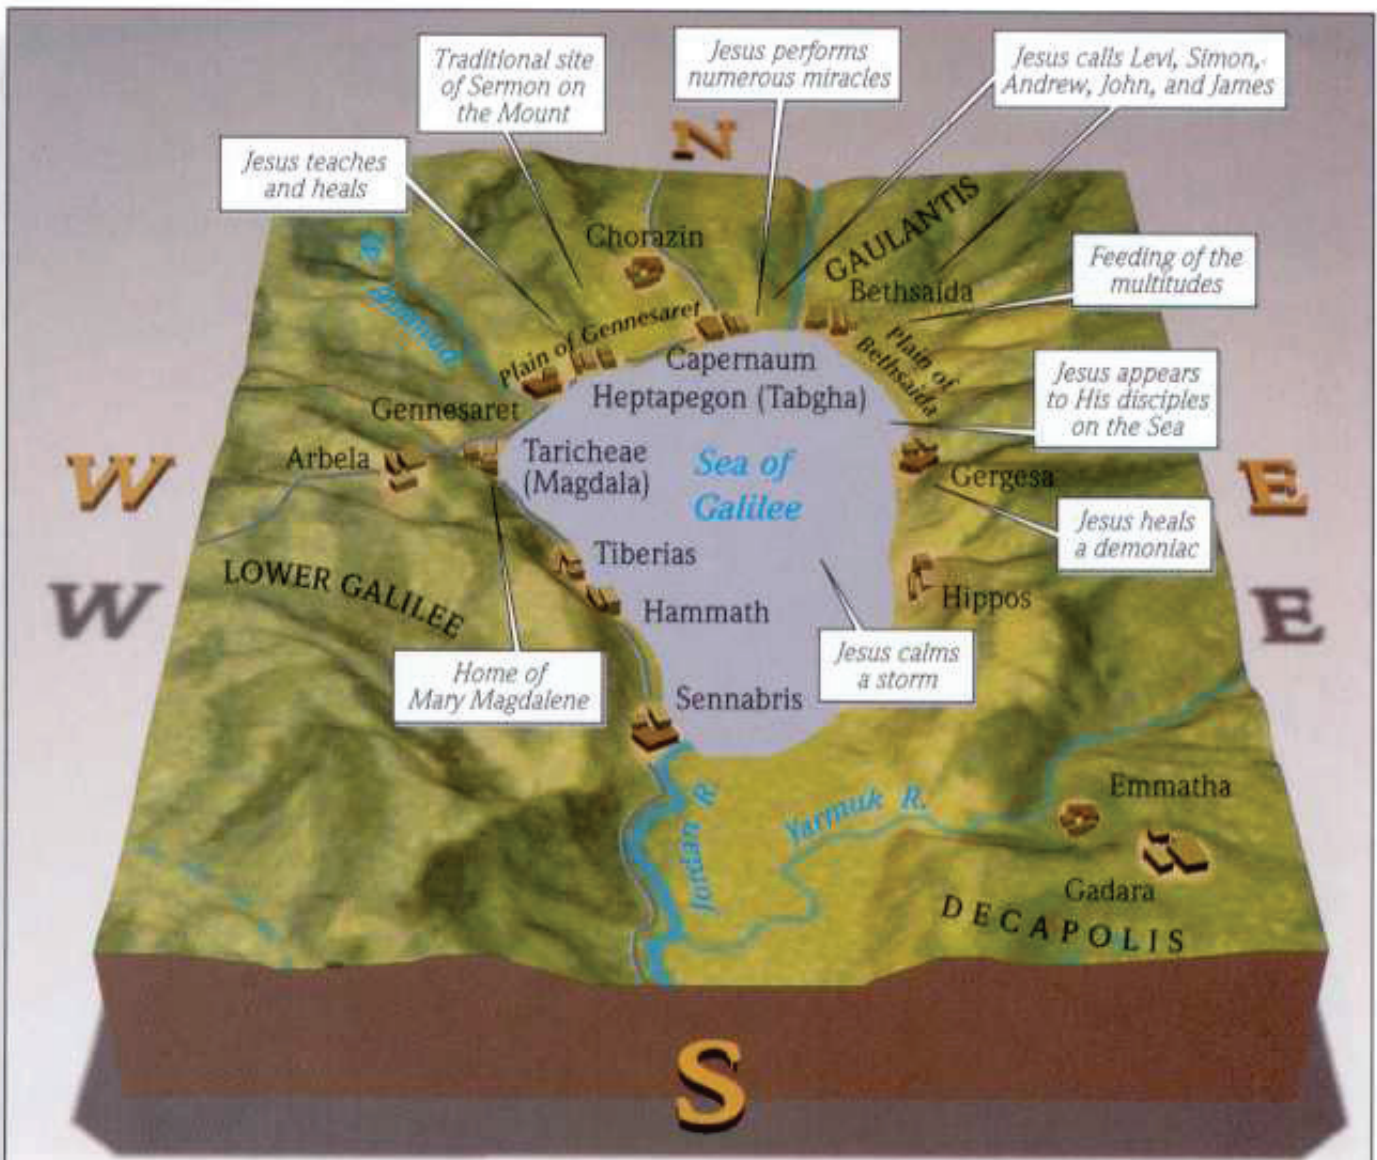 Traditional site
of Sermon on
the Mount
Jesus performs
numerous miracles
Jesus calls Levi, Simon,
Andrew, John, and James
Jesus teaches
and heals
N
Chorazin
GAULANTIS
Bethsaida
Feeding of the
multitudes
R.
Ammud
Plain of Gennesaret
Plain of
Bethsaida
Capernaum
Heptapegon (Tabgha)
Jesus appears
to His disciples
on the Sea
Gennesaret
Arbela
Taricheae
(Magdala)
Sea of
Galilee
Gergesa
W
E
Jesus heals
a demoniac
Tiberias
LOWER GALILEE
Hammath
Hippos
W
E
Home of
Mary Magdalene
Jesus calms
a storm
Sennabris
Jordan R.
Yarmuk R.
Emmatha
Gadara
DECAPOLIS
S